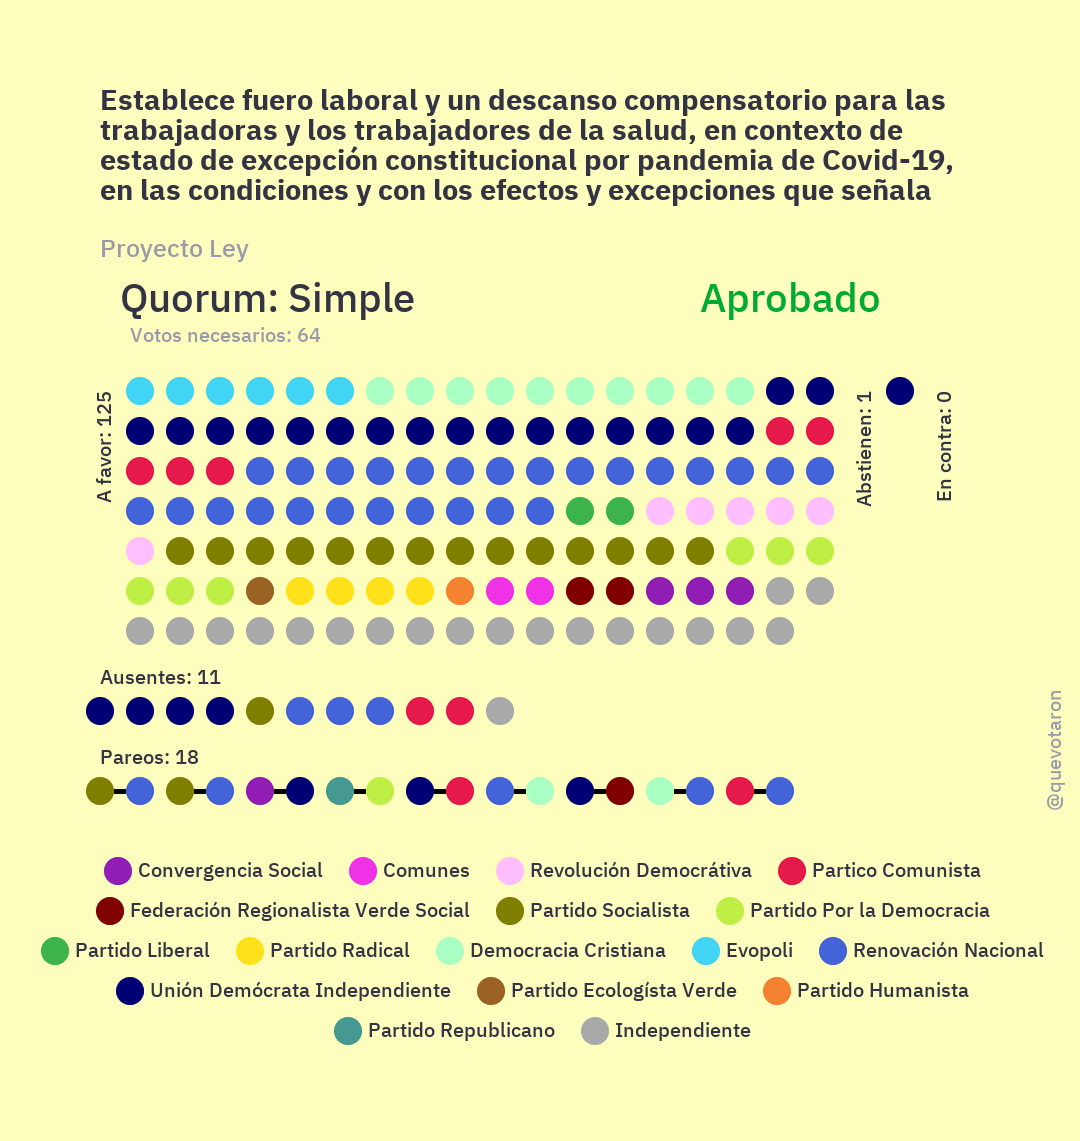 Establece fuero laboral y un descanso compensatorio para las
trabajadoras y los trabajadores de la salud, en contexto de
estado de excepción constitucional por pandemia de Covid-19,
en las condiciones y con los efectos y excepciones que señala
Proyecto Ley
Quorum: Simple
Aprobado
Votos necesarios: 64
A favor: 125
Abstienen: 1
En contra: 0
Ausentes: 11
Pareos: 18
@quevotaron
Convergencia Social
Comunes
Revolución Democrátiva
Partico Comunista
Federación Regionalista Verde Social
Partido Socialista
Partido Por la Democracia
Partido Liberal
Partido Radical
Democracia Cristiana
Evopoli
Renovación Nacional
Unión Demócrata Independiente
Partido Ecologísta Verde
Partido Humanista
Partido Republicano
Independiente